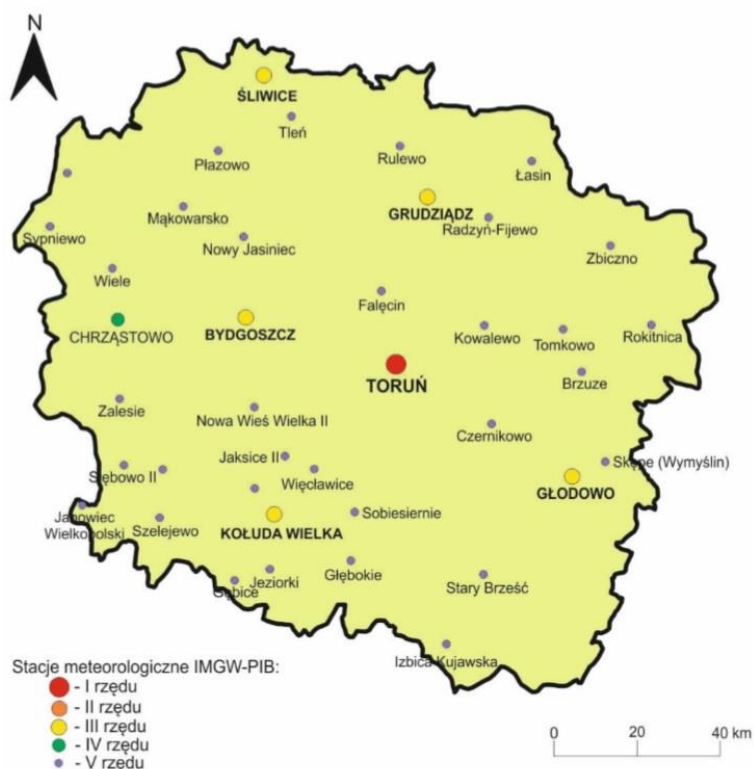 N
ŚLIWICE
Tleń
Płazowo
Rulewo
Łasin
Mąkowarsko
GRUDZIĄDZ
Radzyń-Fijewo
Sypniewo
Nowy Jasiniec
Zbiczno
Wiele
Falęcin
CHRZĄSTOWO
BYDGOSZCZ
Kowalewo
Tomkowo
Rokitnica
TORUŃ
Brzuze
Zalesie
Nowa Wieś Wielka II
Czernikowo
Jaksice II
Skępe (Wymyślin)
Ślębowo II
Więcławice
GŁODOWO
Janowiec
Wielkopolski
Szelejewo
KOŁUDA WIELKA
Sobiesiernie
Gębice
Jeziorki
Głębokie
Stary Brześć
Izbica Kujawska
Stacje meteorologiczne IMGW-PIB:
- I rzędu
- II rzędu
- III rzędu
- IV rzędu
- V rzędu
0 20 40 km